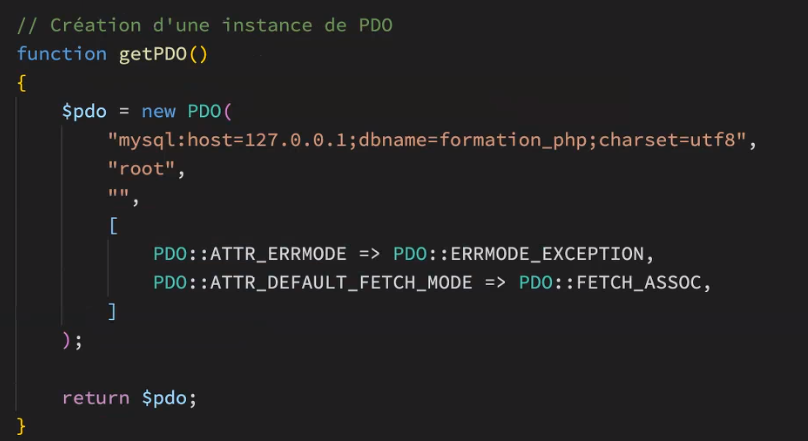 // Création d'une instance de PDO
function getPDO()
{
    $pdo = new PDO(
        "mysql:host=127.0.0.1;dbname=formation_php;charset=utf8",
        "root",
        "",
        [
            PDO::ATTR_ERRMODE => PDO::ERRMODE_EXCEPTION,
            PDO::ATTR_DEFAULT_FETCH_MODE => PDO::FETCH_ASSOC,
        ]
    );
    return $pdo;
}